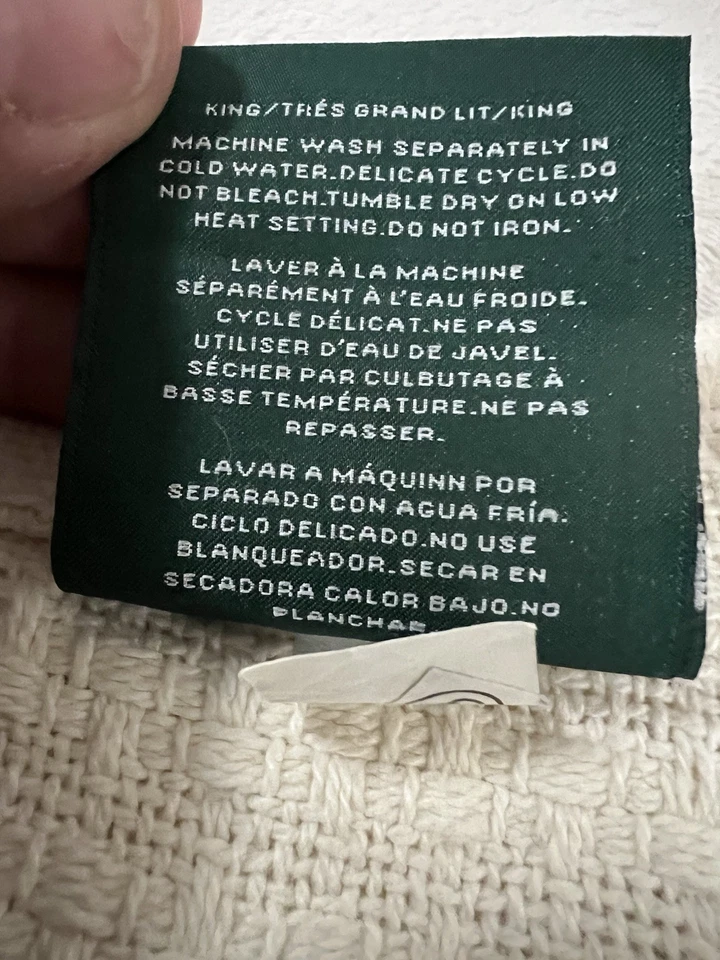 KING/TRÉS GRAND LIT/KING
MACHINE WASH SEPARATELY IN
COLD WATER.DELICATE CYCLE.DO
NOT BLEACH.TUMBLE DRY ON LOW
HEAT SETTING.DO NOT IRON.
LAVER À LA MACHINE
SÉPARÉMENT À L'EAU FROIDE.
CYCLE DÉLICAT.NE PAS
UTILISER D'EAU DE JAVEL.
SÉCHER PAR CULBUTAGE À
BASSE TEMPÉRATURE.NE PAS
REPASSER.
LAVAR A MÁQUINN POR
SEPARADO CON AGUA FRÍA.
CICLO DELICADO.NO USE
BLANQUEADOR.SECAR EN
SECADORA CALOR BAJO.NO
PLANCHAR.